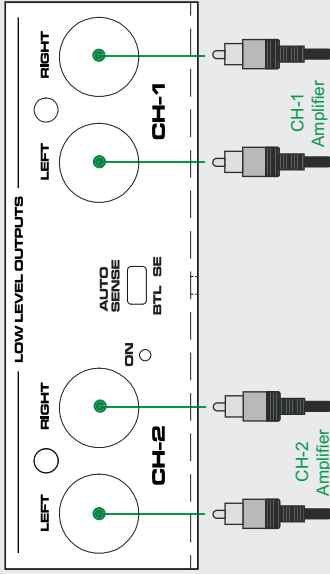 LOW LEVEL OUTPUTS
LEFT
RIGHT
CH-2
ON
AUTO
SENSE
BTL SE
LEFT
RIGHT
CH-1
CH-2
Amplifier
CH-1
Amplifier